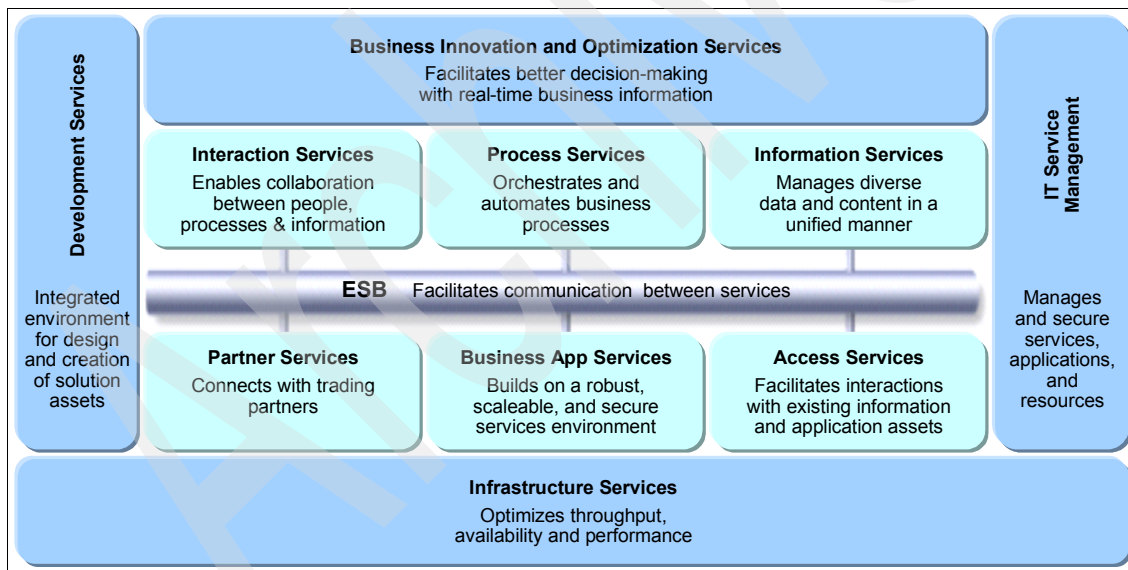 Business Innovation and Optimization Services
Facilitates better decision-making
with real-time business information
Development Services
Integrated
environment
for design
and creation
of solution
assets
Interaction Services
Enables collaboration
between people,
processes & information
Process Services
Orchestrates and
automates business
processes
Information Services
Manages diverse
data and content in a
unified manner
IT Service
Management
Manages
and secure
services,
applications,
and
resources
ESB Facilitates communication between services
Partner Services
Connects with trading
partners
Business App Services
Builds on a robust,
scaleable, and secure
services environment
Access Services
Facilitates interactions
with existing information
and application assets
Infrastructure Services
Optimizes throughput,
availability and performance